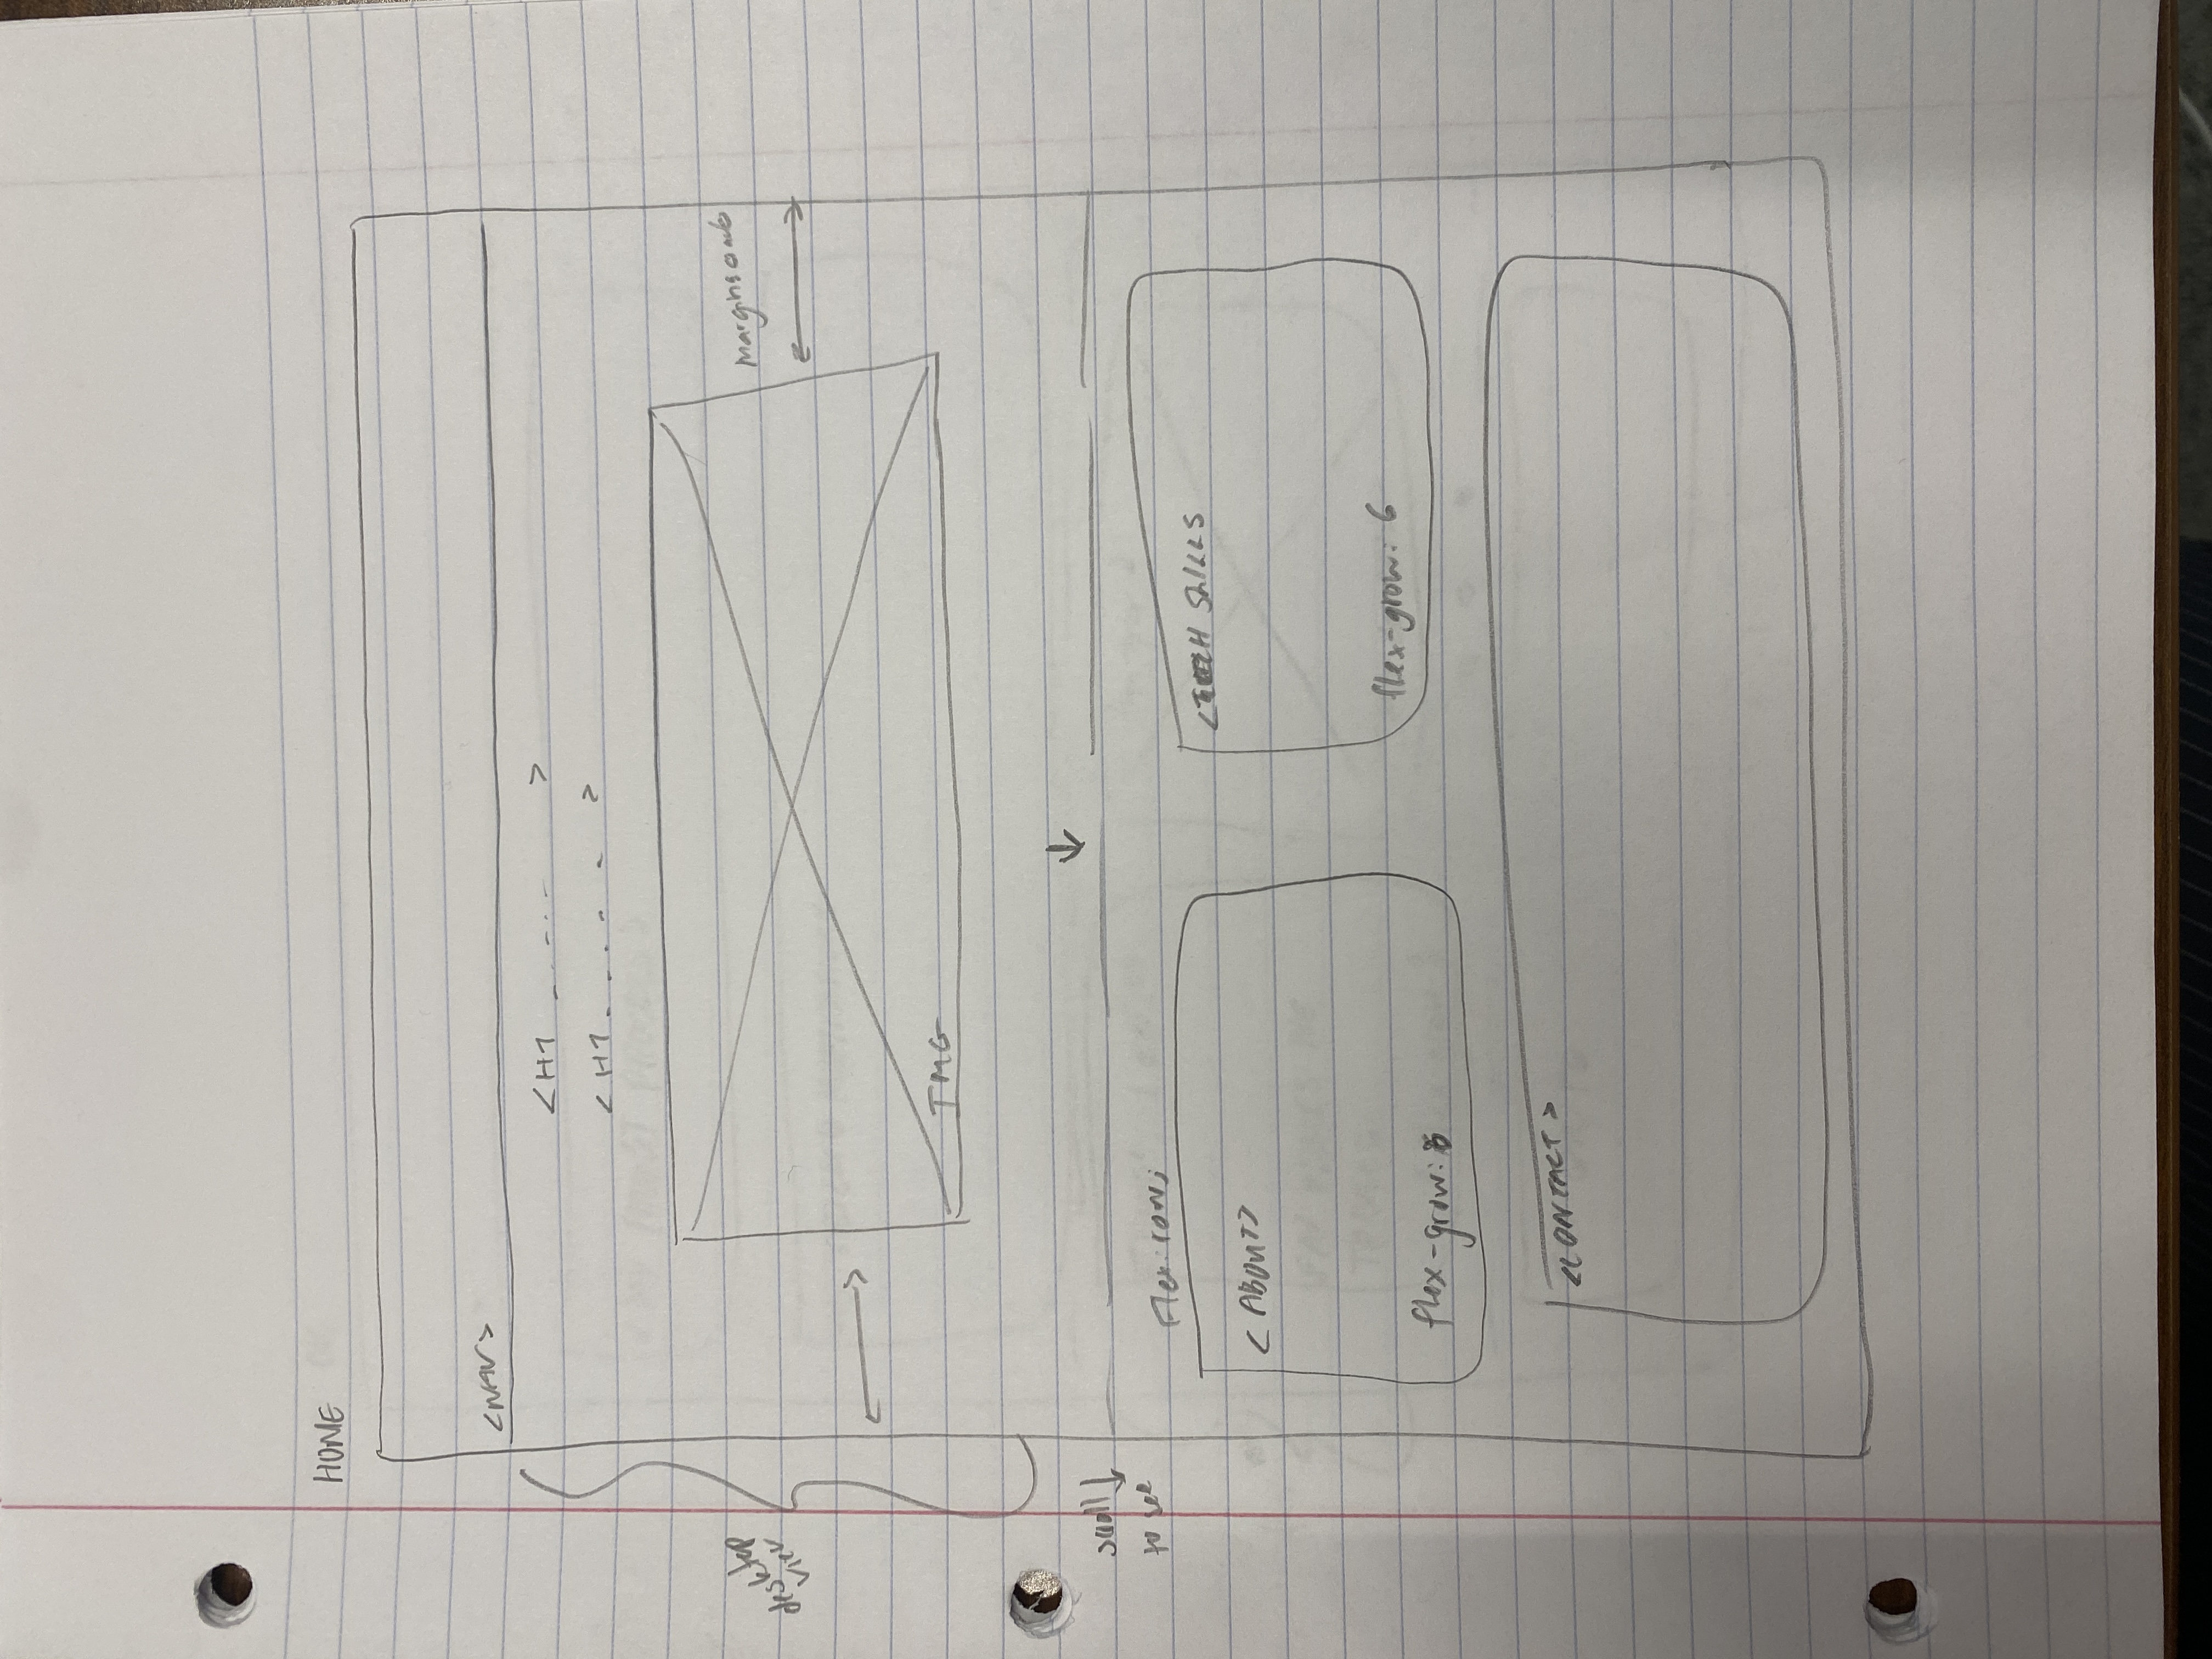 HOME
<NAV>
<H1 _ . - . - >
<H1 . - . - - >
desktop
view
margins auto
IMG
scroll ↓
to see
↓
flex: row;
<ABOUT>
<TECH SKILLS
flex-grow: 6
flex-grow:
<CONTACT>